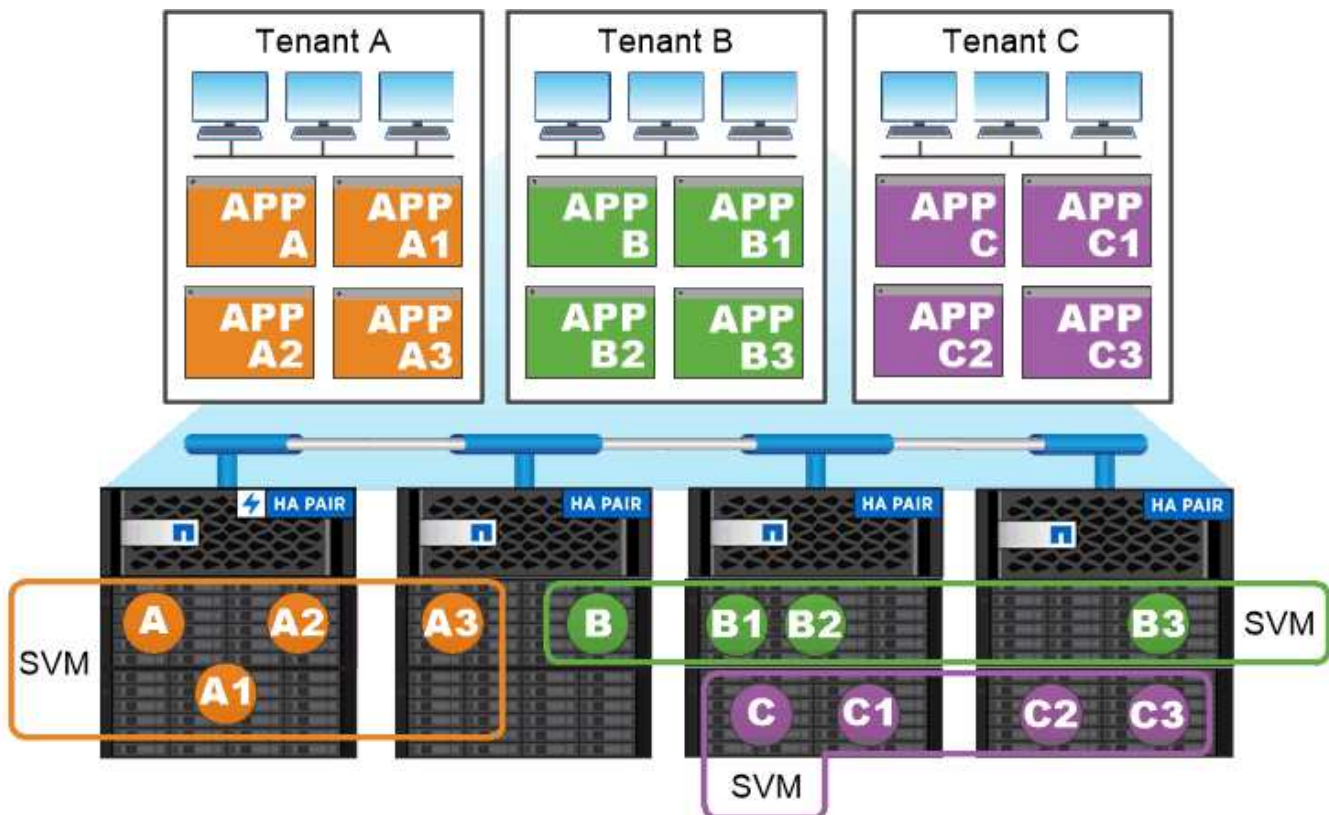 Tenant A
Tenant B
Tenant C
APP
A
APP
A1
APP
B
APP
B1
APP
C
APP
C1
APP
A2
APP
A3
APP
B2
APP
B3
APP
C2
APP
C3
HA PAIR
HA PAIR
HA PAIR
HA PAIR
SVM
A
A2
A1
A3
B
B1
B2
B3
SVM
C
C1
C2
C3
SVM